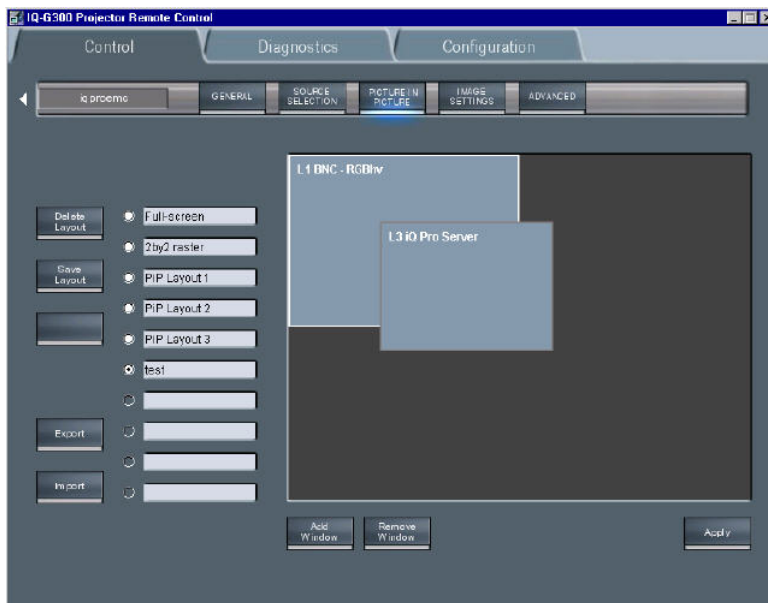 IQ-G300 Projector Remote Control
Control
Diagnostics
Configuration
iq proemc
GENERAL
SOURCE
SELECTION
PICTURE IN
PICTURE
IMAGE
SETTINGS
ADVANCED
L1 BNC - RGBhv
L3 iQ Pro Server
Delete
Layout
Save
Layout
Export
Import
Full-screen
2by2 raster
PiP Layout 1
PiP Layout 2
PiP Layout 3
test
Add
Window
Remove
Window
Apply